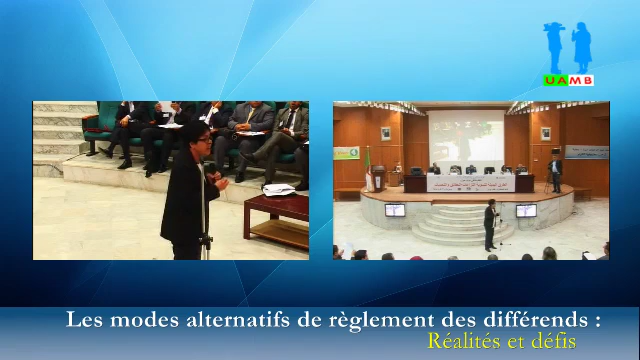 UAMB
Les modes alternatifs de règlement des différends :
Réalités et défis